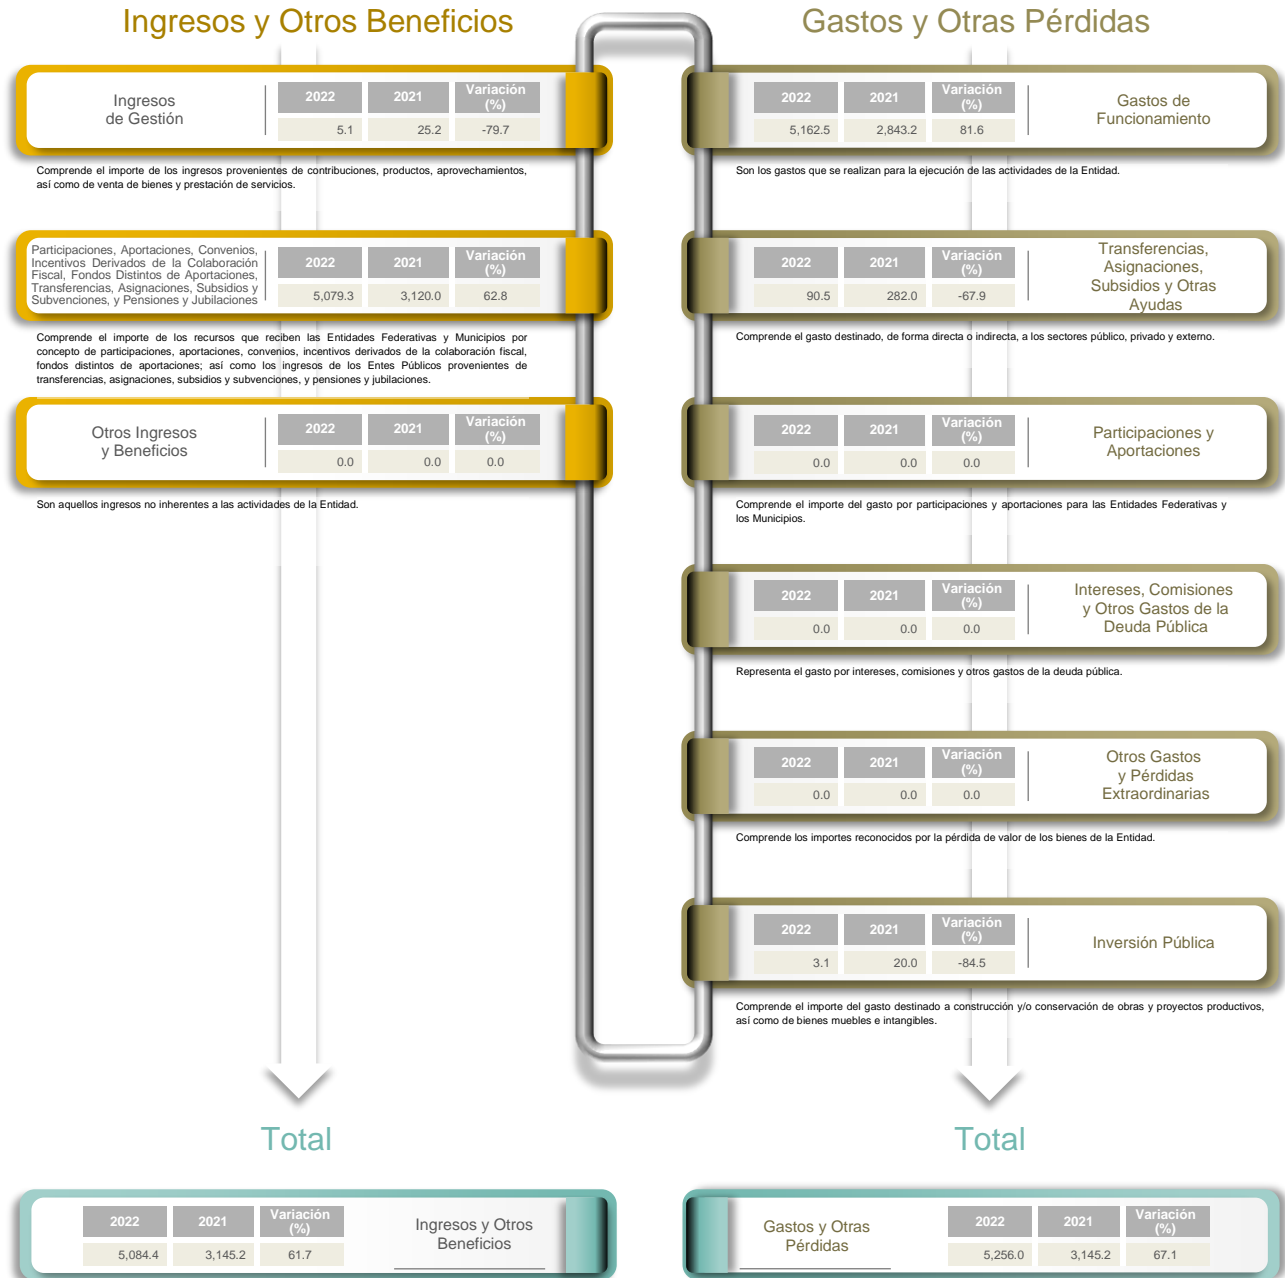 Ingresos y Otros Beneficios
Ingresos
de Gestión
2022 2021 Variación
(%)
5.1 25.2 -79.7
Comprende el importe de los ingresos provenientes de contribuciones, productos, aprovechamientos,
así como de venta de bienes y prestación de servicios.
Participaciones, Aportaciones, Convenios,
Incentivos Derivados de la Colaboración
Fiscal, Fondos Distintos de Aportaciones,
Transferencias, Asignaciones, Subsidios y
Subvenciones, y Pensiones y Jubilaciones
2022 2021 Variación
(%)
5,079.3 3,120.0 62.8
Comprende el importe de los recursos que reciben las Entidades Federativas y Municipios por
concepto de participaciones, aportaciones, convenios, incentivos derivados de la colaboración fiscal,
fondos distintos de aportaciones; así como los ingresos de los Entes Públicos provenientes de
transferencias, asignaciones, subsidios y subvenciones, y pensiones y jubilaciones.
Otros Ingresos
y Beneficios
2022 2021 Variación
(%)
0.0 0.0 0.0
Son aquellos ingresos no inherentes a las actividades de la Entidad.
Total
2022 2021 Variación
(%)
5,084.4 3,145.2 61.7
Ingresos y Otros
Beneficios
Gastos y Otras Pérdidas
2022 2021 Variación
(%)
5,162.5 2,843.2 81.6
Gastos de
Funcionamiento
Son los gastos que se realizan para la ejecución de las actividades de la Entidad.
2022 2021 Variación
(%)
90.5 282.0 -67.9
Transferencias,
Asignaciones,
Subsidios y Otras
Ayudas
Comprende el gasto destinado, de forma directa o indirecta, a los sectores público, privado y externo.
2022 2021 Variación
(%)
0.0 0.0 0.0
Participaciones y
Aportaciones
Comprende el importe del gasto por participaciones y aportaciones para las Entidades Federativas y
los Municipios.
2022 2021 Variación
(%)
0.0 0.0 0.0
Intereses, Comisiones
y Otros Gastos de la
Deuda Pública
Representa el gasto por intereses, comisiones y otros gastos de la deuda pública.
2022 2021 Variación
(%)
0.0 0.0 0.0
Otros Gastos
y Pérdidas
Extraordinarias
Comprende los importes reconocidos por la pérdida de valor de los bienes de la Entidad.
2022 2021 Variación
(%)
3.1 20.0 -84.5
Inversión Pública
Comprende el importe del gasto destinado a construcción y/o conservación de obras y proyectos productivos,
así como de bienes muebles e intangibles.
Total
Gastos y Otras
Pérdidas
2022 2021 Variación
(%)
5,256.0 3,145.2 67.1